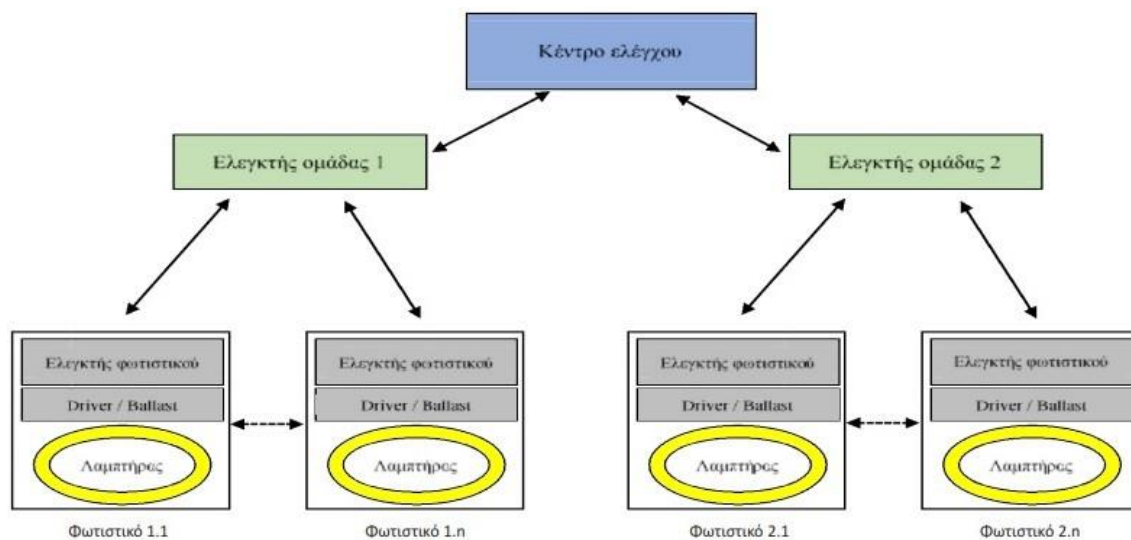 Κέντρο ελέγχου
Ελεγκτής ομάδας 1
Ελεγκτής ομάδας 2
Ελεγκτής φωτιστικού
Driver / Ballast
Λαμπτήρας
Φωτιστικό 1.1
Ελεγκτής φωτιστικού
Driver / Ballast
Λαμπτήρας
Φωτιστικό 1.n
Ελεγκτής φωτιστικού
Driver / Ballast
Λαμπτήρας
Φωτιστικό 2.1
Ελεγκτής φωτιστικού
Driver / Ballast
Λαμπτήρας
Φωτιστικό 2.n